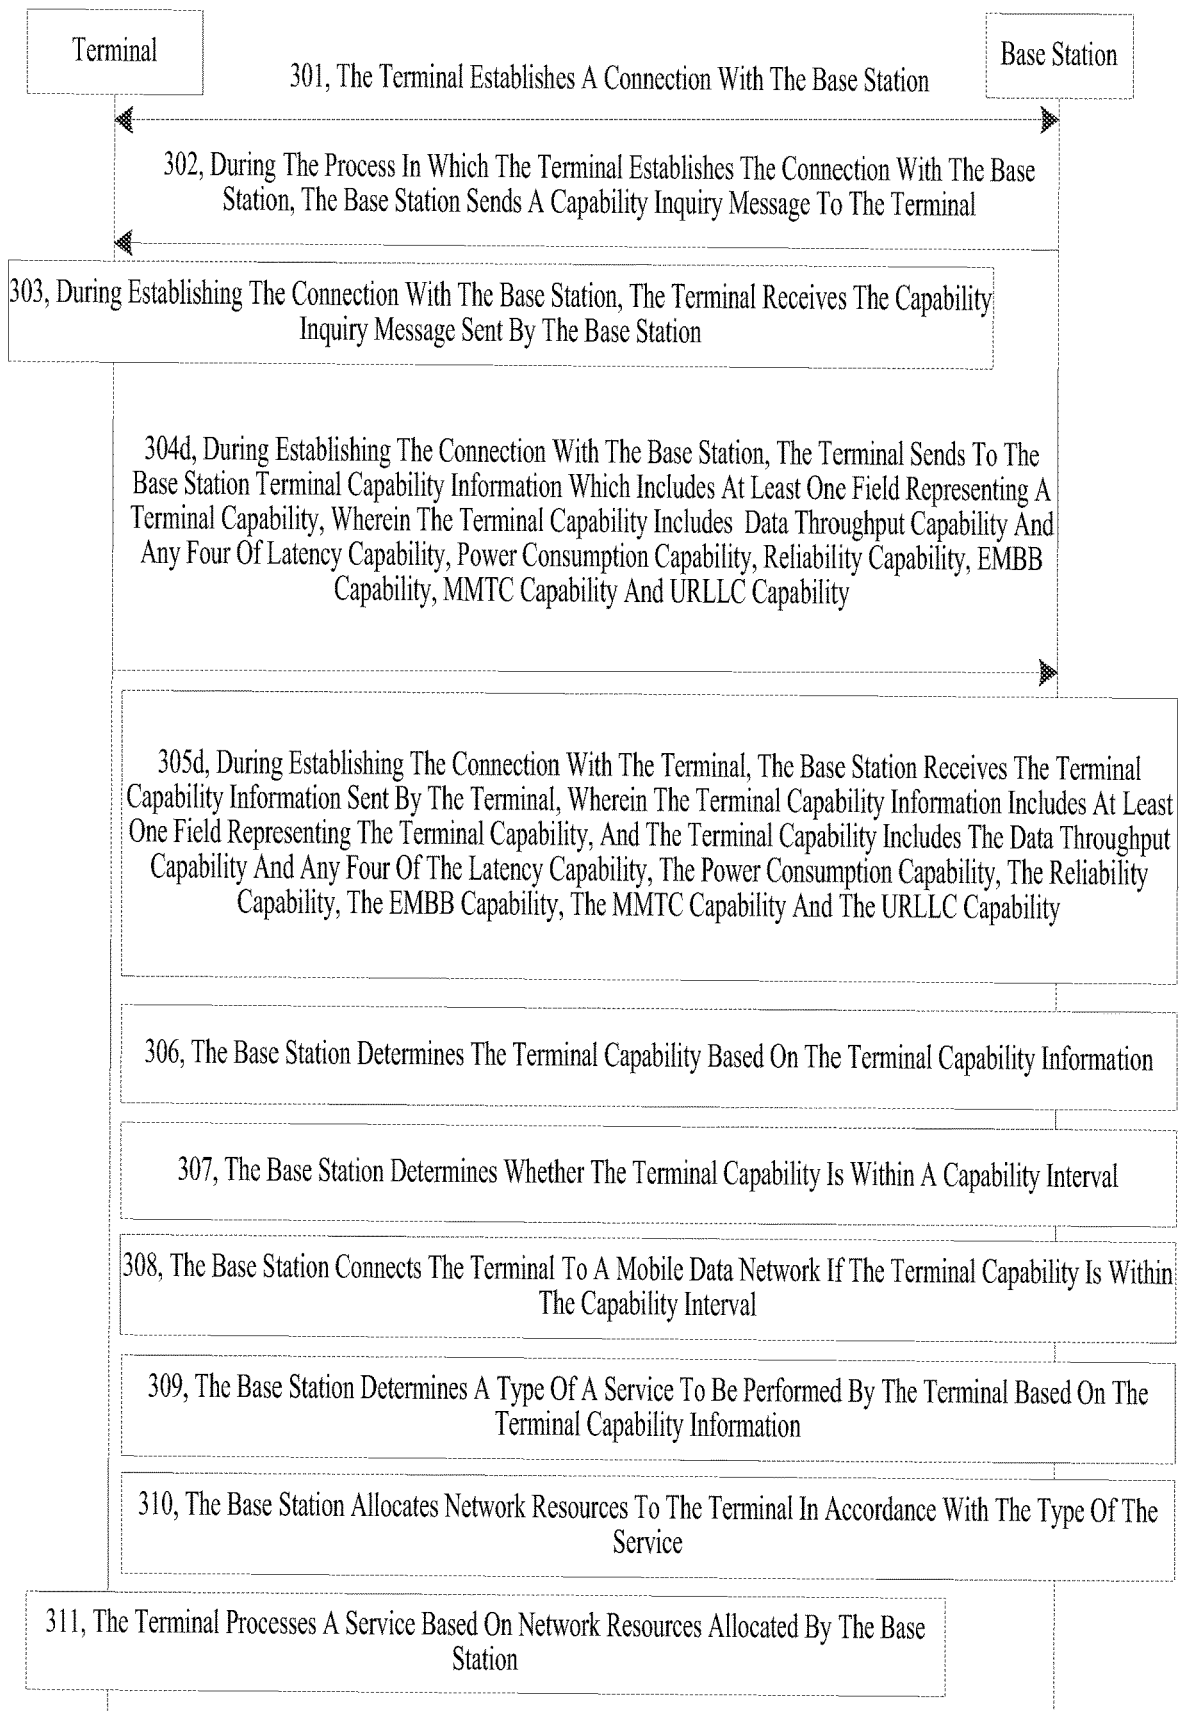 Terminal
Base Station
301, The Terminal Establishes A Connection With The Base Station
302, During The Process In Which The Terminal Establishes The Connection With The Base
Station, The Base Station Sends A Capability Inquiry Message To The Terminal
303, During Establishing The Connection With The Base Station, The Terminal Receives The Capability
Inquiry Message Sent By The Base Station
304d, During Establishing The Connection With The Base Station, The Terminal Sends To The
Base Station Terminal Capability Information Which Includes At Least One Field Representing A
Terminal Capability, Wherein The Terminal Capability Includes Data Throughput Capability And
Any Four Of Latency Capability, Power Consumption Capability, Reliability Capability, EMBB
Capability, MMTC Capability And URLLC Capability
305d, During Establishing The Connection With The Terminal, The Base Station Receives The Terminal
Capability Information Sent By The Terminal, Wherein The Terminal Capability Information Includes At Least
One Field Representing The Terminal Capability, And The Terminal Capability Includes The Data Throughput
Capability And Any Four Of The Latency Capability, The Power Consumption Capability, The Reliability
Capability, The EMBB Capability, The MMTC Capability And The URLLC Capability
306, The Base Station Determines The Terminal Capability Based On The Terminal Capability Information
307, The Base Station Determines Whether The Terminal Capability Is Within A Capability Interval
308, The Base Station Connects The Terminal To A Mobile Data Network If The Terminal Capability Is Within
The Capability Interval
309, The Base Station Determines A Type Of A Service To Be Performed By The Terminal Based On The
Terminal Capability Information
310, The Base Station Allocates Network Resources To The Terminal In Accordance With The Type Of The
Service
311, The Terminal Processes A Service Based On Network Resources Allocated By The Base
Station